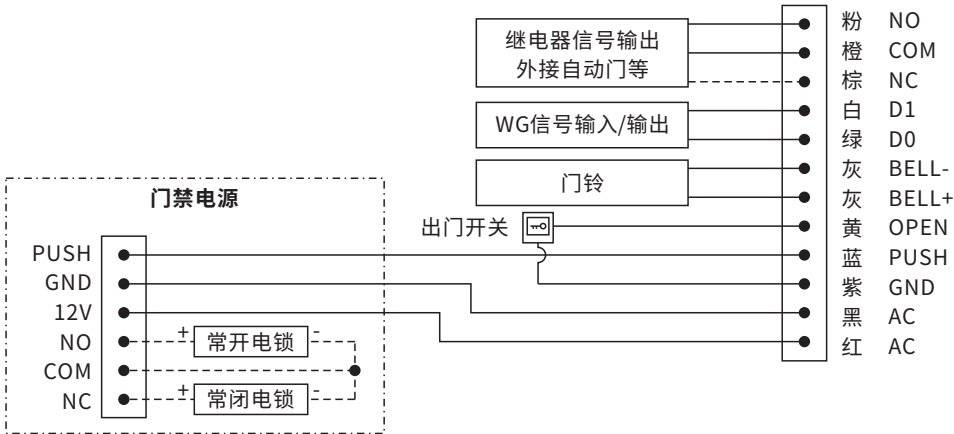 继电器信号输出
外接自动门等
WG信号输入/输出
门铃
出门开关
粉 NO
橙 COM
棕 NC
白 D1
绿 D0
灰 BELL-
灰 BELL+
黄 OPEN
蓝 PUSH
紫 GND
黑 AC
红 AC
门禁电源
PUSH
GND
12V
NO
COM
NC
+ 常开电锁 -
+ 常闭电锁 -